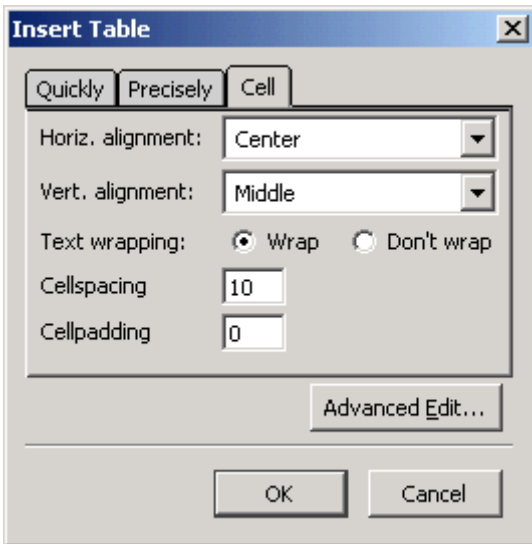 Insert Table
Quickly Precisely Cell
Horiz. alignment: Center
Vert. alignment: Middle
Text wrapping: Wrap Don't wrap
Cellspacing 10
Cellpadding 0
Advanced Edit...
OK Cancel